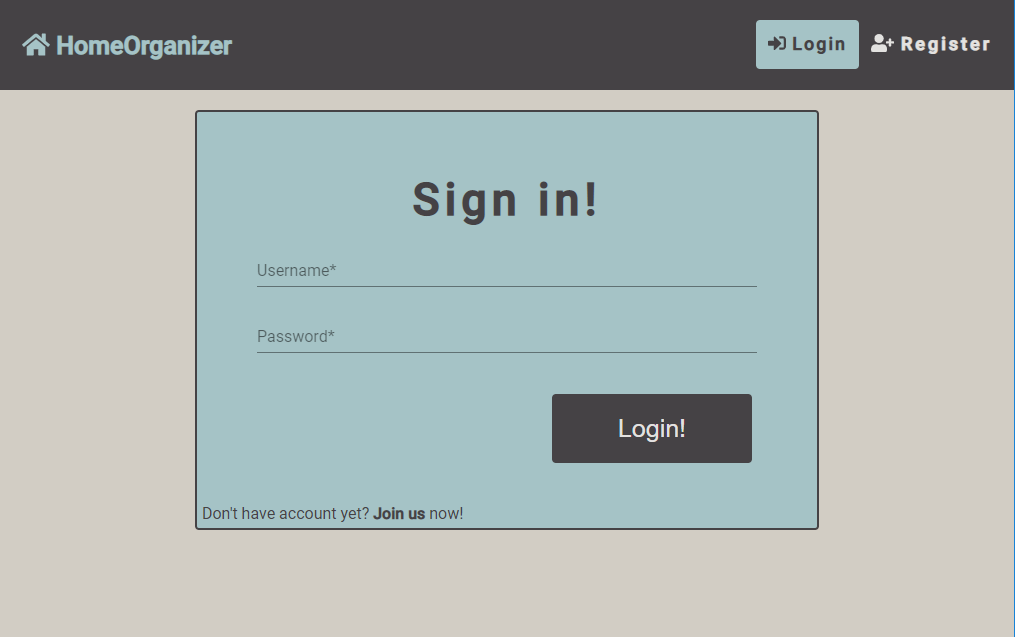 HomeOrganizer
Login
Register
Sign in!
Username*
Password*
Login!
Don't have account yet? Join us now!